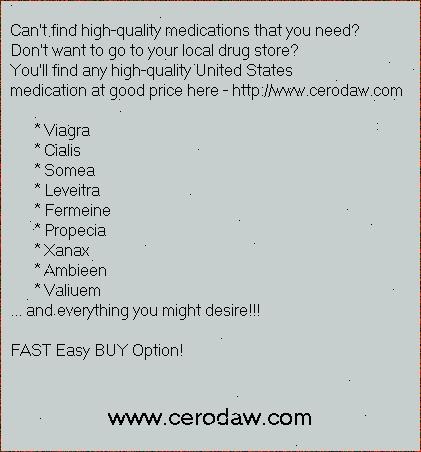 Can't find high-quality medications that you need?
Don't want to go to your local drug store?
You'll find any high-quality United States
medication at good price here - http://www.cerodaw.com
* Viagra
* Cialis
* Somea
* Leveitra
* Fermeine
* Propecia
* Xanax
* Ambieen
* Valiuem
... and everything you might desire!!!
FAST Easy BUY Option!
www.cerodaw.com